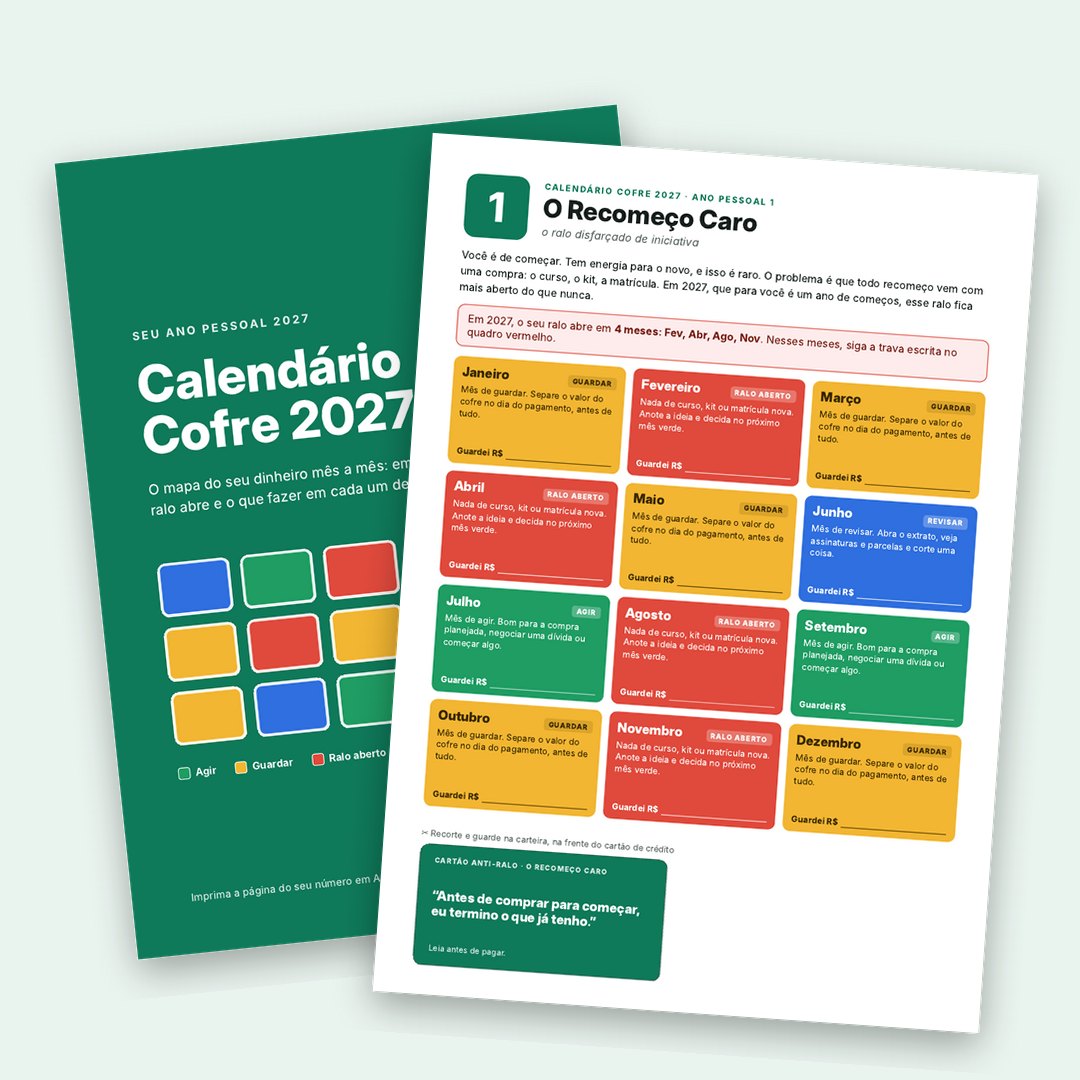 SEU ANO PESSOAL 2027
Calendário
Cofre 2027
O mapa do seu dinheiro mês a mês: em
ralo abre e o que fazer em cada um de
Agir
Guardar
Ralo aberto
Imprima a página do seu número em
1
CALENDÁRIO COFRE 2027 · ANO PESSOAL 1
O Recomeço Caro
o ralo disfarçado de iniciativa
Você é de começar. Tem energia para o novo, e isso é raro. O problema é que todo recomeço vem com
uma compra: o curso, o kit, a matrícula. Em 2027, que para você é um ano de começos, esse ralo fica
mais aberto do que nunca.
Em 2027, o seu ralo abre em 4 meses: Fev, Abr, Ago, Nov. Nesses meses, siga a trava escrita no
quadro vermelho.
Janeiro
GUARDAR
Mês de guardar. Separe o valor do
cofre no dia do pagamento, antes de
tudo.
Guardei R$
Fevereiro
RALO ABERTO
Nada de curso, kit ou matrícula nova.
Anote a ideia e decida no próximo
mês verde.
Guardei R$
Março
GUARDAR
Mês de guardar. Separe o valor do
cofre no dia do pagamento, antes de
tudo.
Guardei R$
Abril
RALO ABERTO
Nada de curso, kit ou matrícula nova.
Anote a ideia e decida no próximo
mês verde.
Guardei R$
Maio
GUARDAR
Mês de guardar. Separe o valor do
cofre no dia do pagamento, antes de
tudo.
Guardei R$
Junho
REVISAR
Mês de revisar. Abra o extrato, veja
assinaturas e parcelas e corte uma
coisa.
Guardei R$
Julho
AGIR
Mês de agir. Bom para a compra
planejada, negociar uma dívida ou
começar algo.
Guardei R$
Agosto
RALO ABERTO
Nada de curso, kit ou matrícula nova.
Anote a ideia e decida no próximo
mês verde.
Guardei R$
Setembro
AGIR
Mês de agir. Bom para a compra
planejada, negociar uma dívida ou
começar algo.
Guardei R$
Outubro
GUARDAR
Mês de guardar. Separe o valor do
cofre no dia do pagamento, antes de
tudo.
Guardei R$
Novembro
RALO ABERTO
Nada de curso, kit ou matrícula nova.
Anote a ideia e decida no próximo
mês verde.
Guardei R$
Dezembro
GUARDAR
Mês de guardar. Separe o valor do
cofre no dia do pagamento, antes de
tudo.
Guardei R$
✂ Recorte e guarde na carteira, na frente do cartão de crédito
CARTÃO ANTI-RALO · O RECOMEÇO CARO
“Antes de comprar para começar,
eu termino o que já tenho.”
Leia antes de pagar.